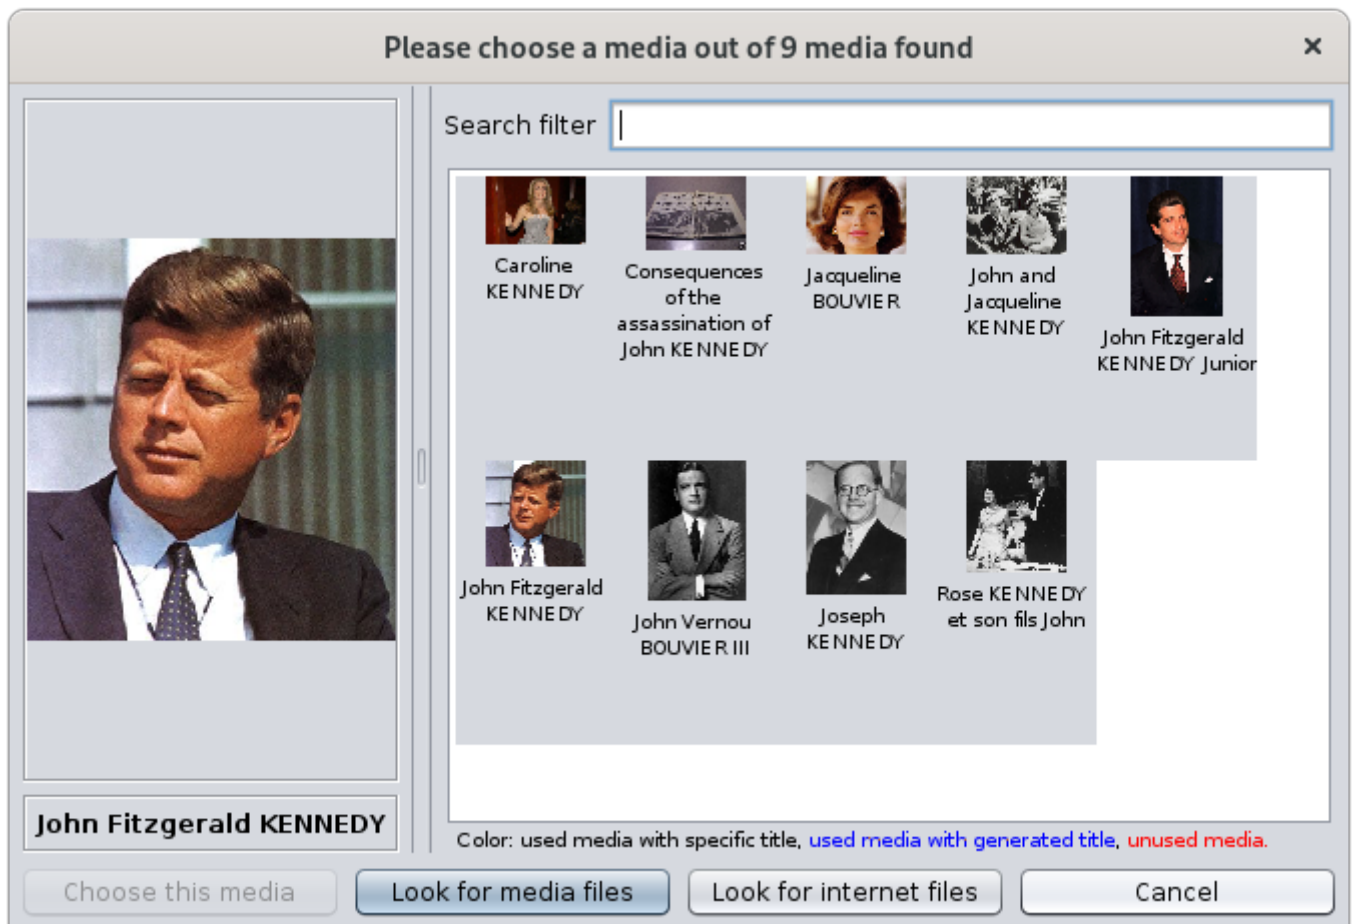 Please choose a media out of 9 media found
Search filter
Caroline
KENNEDY
Consequences
of the
assassination of
John KENNEDY
Jacqueline
BOUVIER
John and
Jacqueline
KENNEDY
John Fitzgerald
KENNEDY Junior
John Fitzgerald
KENNEDY
John Vernou
BOUVIER III
Joseph
KENNEDY
Rose KENNEDY
et son fils John
John Fitzgerald KENNEDY
Color: used media with specific title, used media with generated title, unused media.
Choose this media
Look for media files
Look for internet files
Cancel